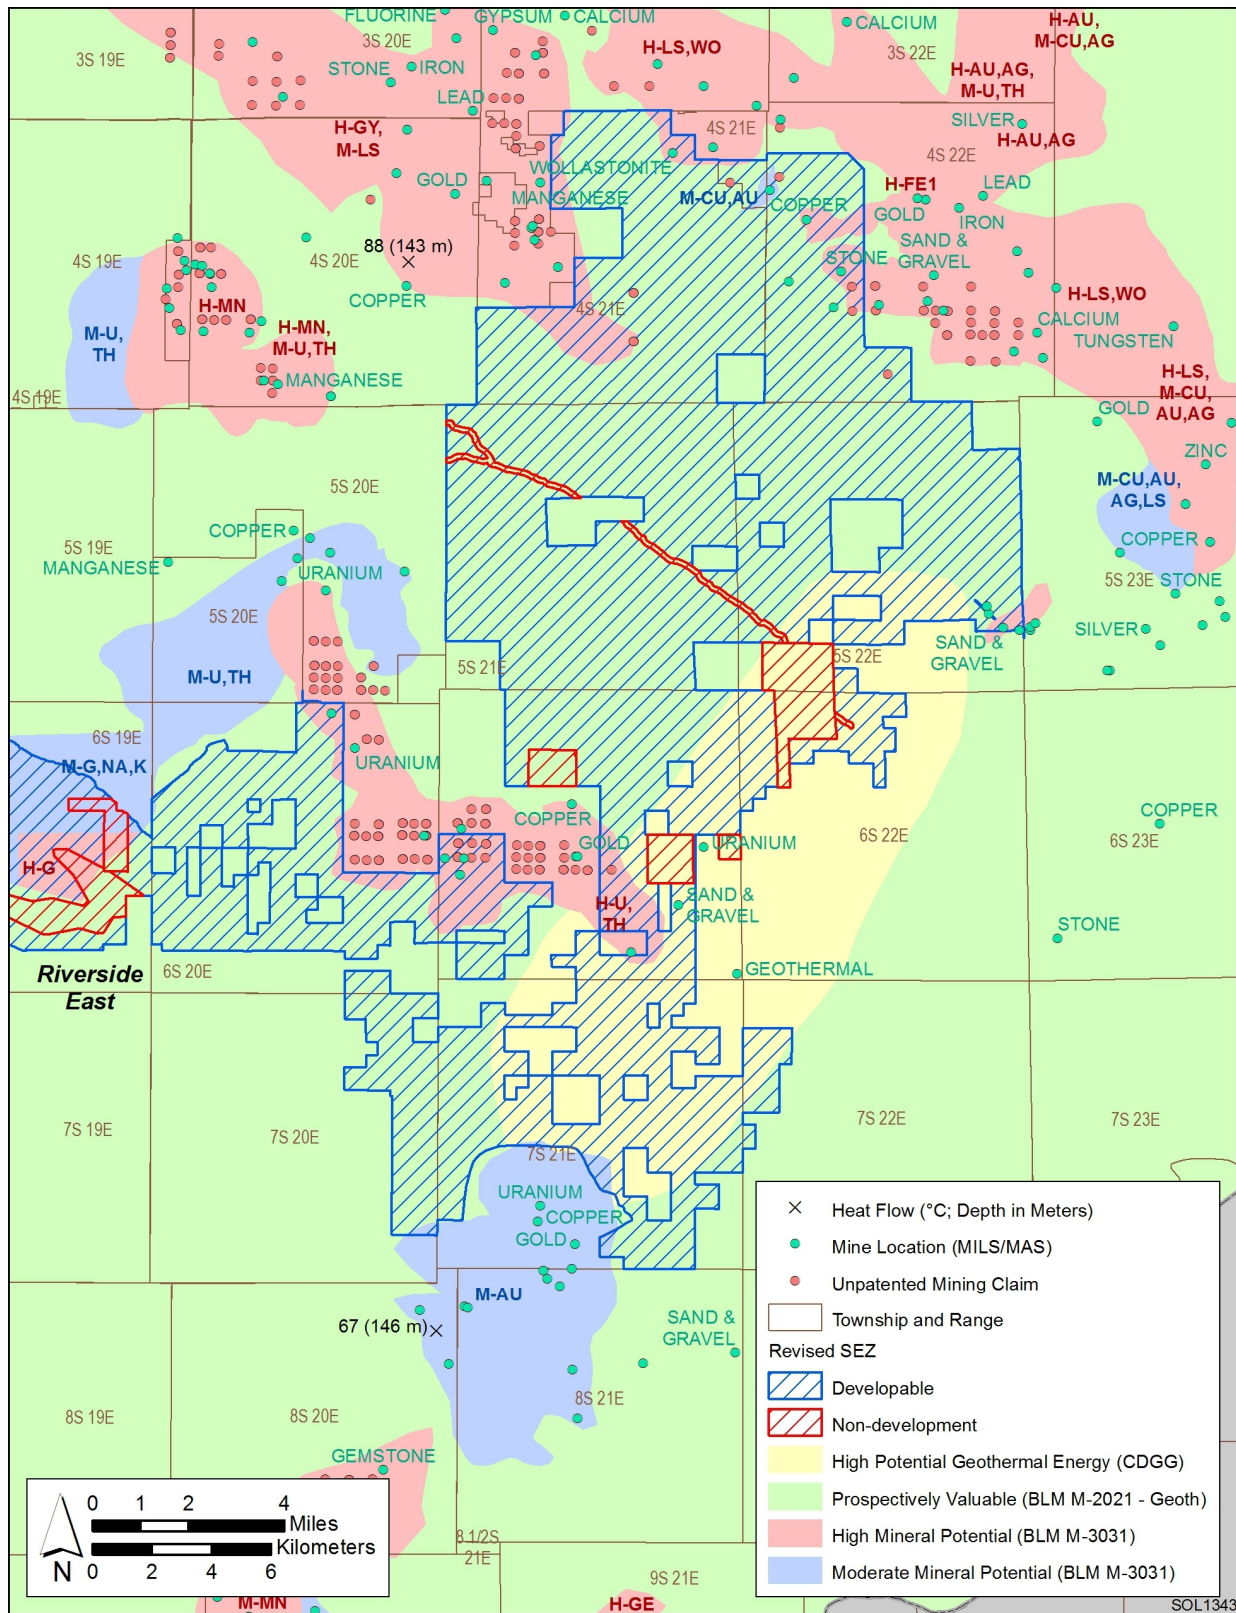 FLUORINE
GYPSUM
CALCIUM
CALCIUM
H-AU,
M-CU,AG
3S 19E
3S 20E
H-LS,WO
3S 22E
STONE
IRON
H-AU,AG,
M-U,TH
LEAD
H-GY,
M-LS
4S 21E
SILVER
H-AU,AG
4S 22E
WOLLASTONITE
GOLD
MANGANESE
M-CU,AU
COPPER
H-FE1
LEAD
GOLD
IRON
88 (143 m)
4S 19E
4S 20E
SAND &
GRAVEL
STONE
COPPER
H-MN
4S 21E
H-LS,WO
M-U,
TH
H-MN,
M-U,TH
CALCIUM
TUNGSTEN
MANGANESE
H-LS,
M-CU,
AU,AG
4S 19E
GOLD
ZINC
5S 20E
M-CU,AU,
AG,LS
COPPER
COPPER
5S 19E
MANGANESE
URANIUM
5S 23E
STONE
5S 20E
SILVER
SAND &
GRAVEL
5S 22E
5S 21E
M-U,TH
6S 19E
M-G,NA,K
URANIUM
COPPER
COPPER
6S 22E
6S 23E
GOLD
URANIUM
H-G
H-U,
TH
SAND &
GRAVEL
STONE
Riverside
East
6S 20E
GEOTHERMAL
7S 19E
7S 20E
7S 22E
7S 23E
7S 21E
URANIUM
COPPER
GOLD
M-AU
67 (146 m)
SAND &
GRAVEL
8S 19E
8S 20E
8S 21E
GEMSTONE
8 1/2S
21E
9S 21E
M-MN
H-GE
Heat Flow (°C; Depth in Meters)
Mine Location (MILS/MAS)
Unpatented Mining Claim
Township and Range
Revised SEZ
Developable
Non-development
High Potential Geothermal Energy (CDGG)
Prospectively Valuable (BLM M-2021 - Geoth)
High Mineral Potential (BLM M-3031)
Moderate Mineral Potential (BLM M-3031)
0 1 2 4
Miles
Kilometers
N 0 2 4 6
SOL1343